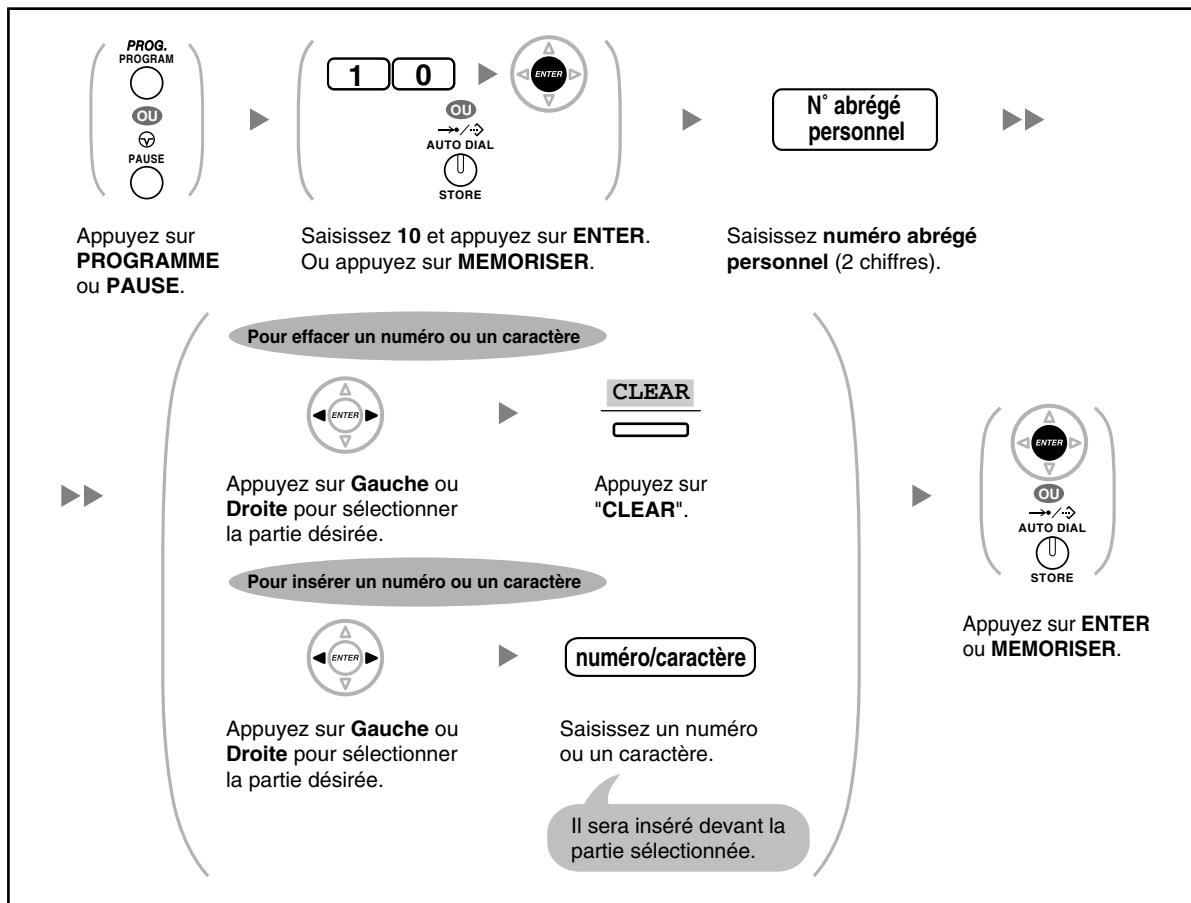 PROG.
PROGRAM
OU
PAUSE
Appuyez sur
PROGRAMME
ou PAUSE.
1 0
ENTER
OU
AUTO DIAL
STORE
Saisissez 10 et appuyez sur ENTER.
Ou appuyez sur MEMORISER.
N° abrégé
personnel
Saisissez numéro abrégé
personnel (2 chiffres).
Pour effacer un numéro ou un caractère
ENTER
Appuyez sur Gauche ou
Droite pour sélectionner
la partie désirée.
CLEAR
Appuyez sur
"CLEAR".
Pour insérer un numéro ou un caractère
ENTER
Appuyez sur Gauche ou
Droite pour sélectionner
la partie désirée.
numéro/caractère
Saisissez un numéro
ou un caractère.
Il sera inséré devant la
partie sélectionnée.
ENTER
OU
AUTO DIAL
STORE
Appuyez sur ENTER
ou MEMORISER.